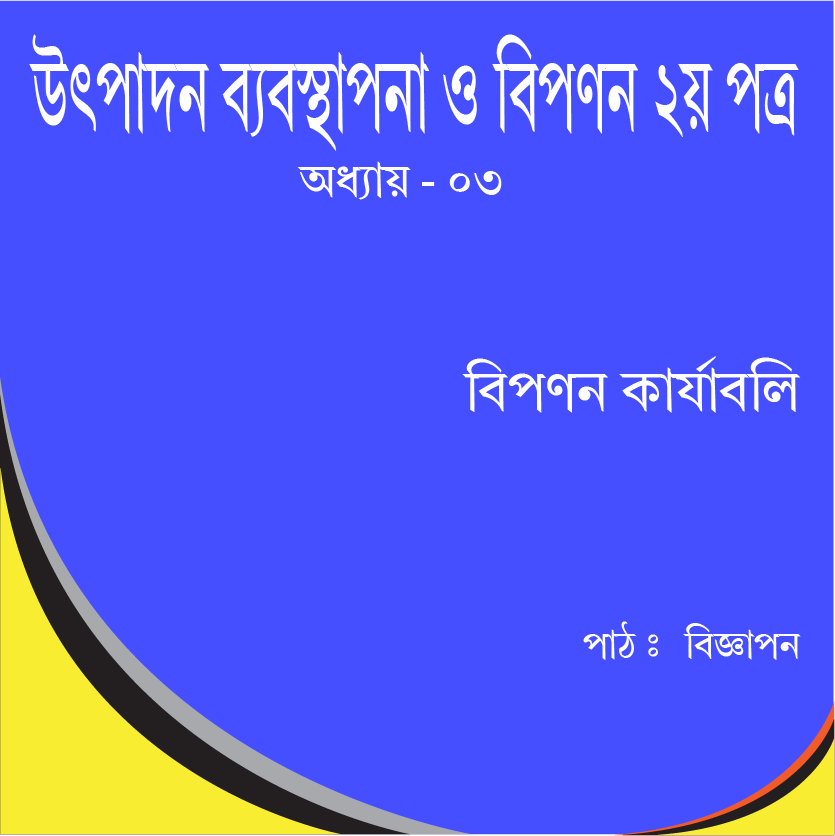 উৎপাদন ব্যবস্থাপনা ও বিপণন ২য় পত্র
অধ্যায় - ০৩
বিপণন কার্যাবলি
পাঠ ঃ বিজ্ঞাপন